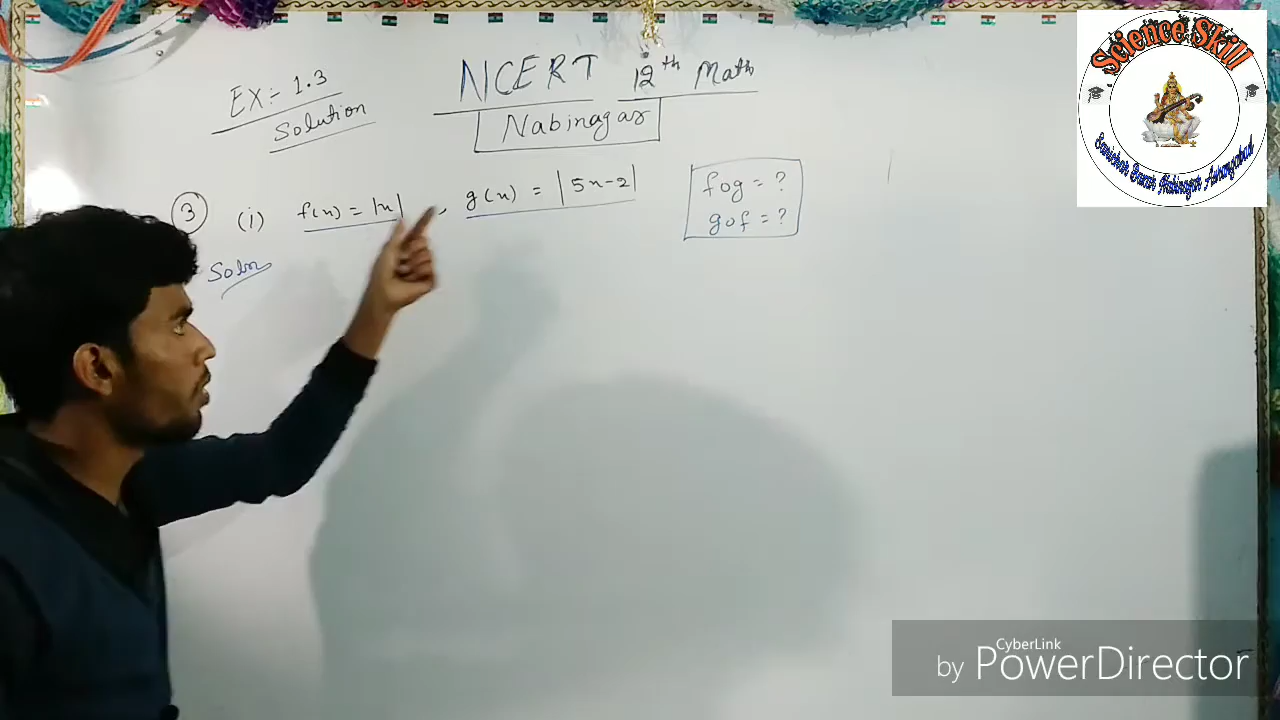 EX:- 1.3
Solution
NCERT 12th Math
Nabinagar
③ (i) f(x) = |x| , g(x) = |5x-2|
fog = ?
gof = ?
Soln
Science Skill
CyberLink
by PowerDirector